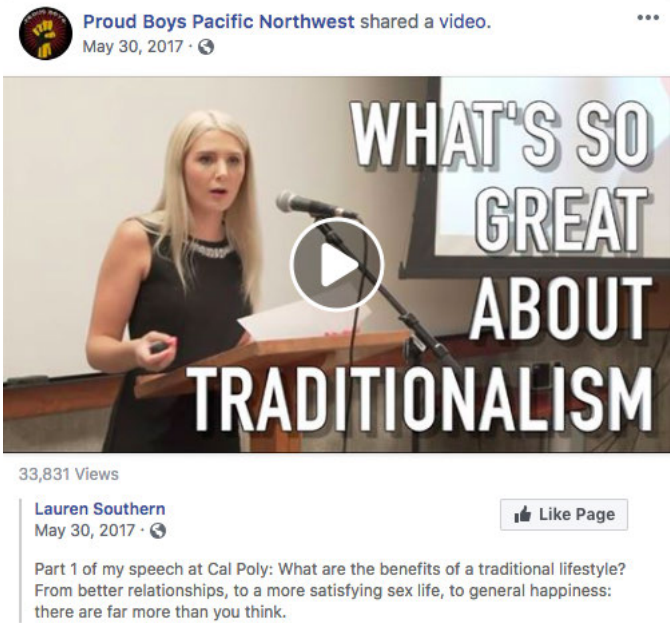 Proud Boys Pacific Northwest shared a video.
May 30, 2017 ·
WHAT'S SO
GREAT
ABOUT
TRADITIONALISM
33,831 Views
Lauren Southern
May 30, 2017 ·
Like Page
Part 1 of my speech at Cal Poly: What are the benefits of a traditional lifestyle?
From better relationships, to a more satisfying sex life, to general happiness:
there are far more than you think.